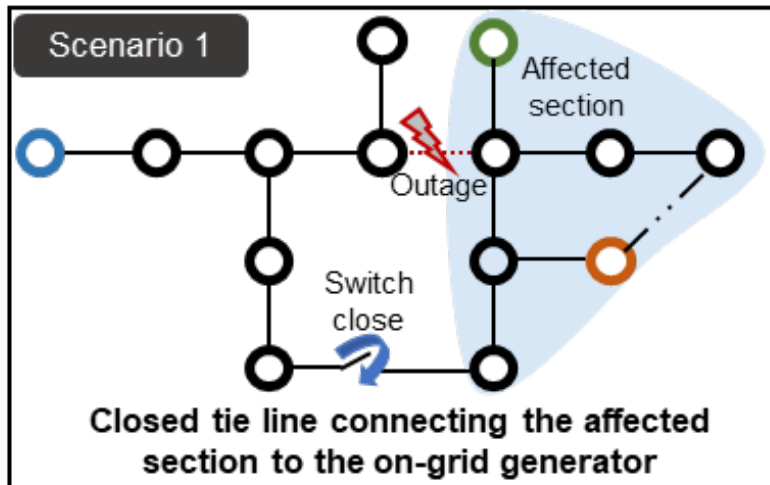 Scenario 1
Affected
section
Outage
Switch
close
Closed tie line connecting the affected
section to the on-grid generator